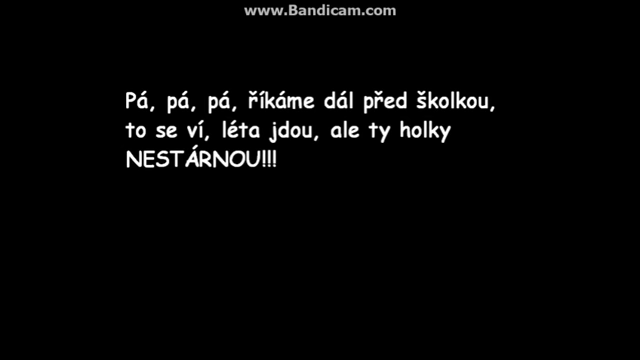 www.Bandicam.com
Pá, pá, pá, říkáme dál před školkou,
to se ví, léta jdou, ale ty holky
NESTÁRNOU!!!